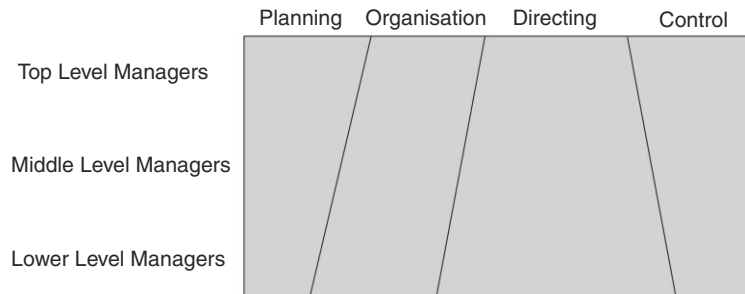 Planning Organisation Directing Control
Top Level Managers
Middle Level Managers
Lower Level Managers